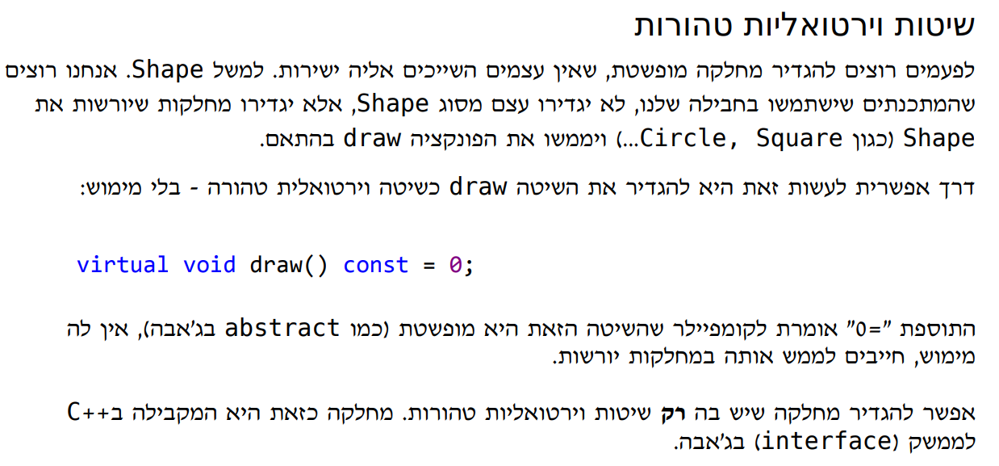 שיטות וירטואליות טהורות
לפעמים רוצים להגדיר מחלקה מופשטת, שאין עצמים השייכים אליה ישירות. למשל Shape. אנחנו רוצים
שהמתכנתים שישתמשו בחבילה שלנו, לא יגדירו עצם מסוג Shape, אלא יגדירו מחלקות שיורשות את
Shape (כגון Circle, Square...) ויממשו את הפונקציה draw בהתאם.
דרך אפשרית לעשות זאת היא להגדיר את השיטה draw כשיטה וירטואלית טהורה - בלי מימוש:
virtual void draw() const = 0;
התוספת "=0" אומרת לקומפיילר שהשיטה הזאת היא מופשטת (כמו abstract בג'אבה), אין לה
מימוש, חייבים לממש אותה במחלקות יורשות.
אפשר להגדיר מחלקה שיש בה רק שיטות וירטואליות טהורות. מחלקה כזאת היא המקבילה ב++C
לממשק (interface) בג'אבה.